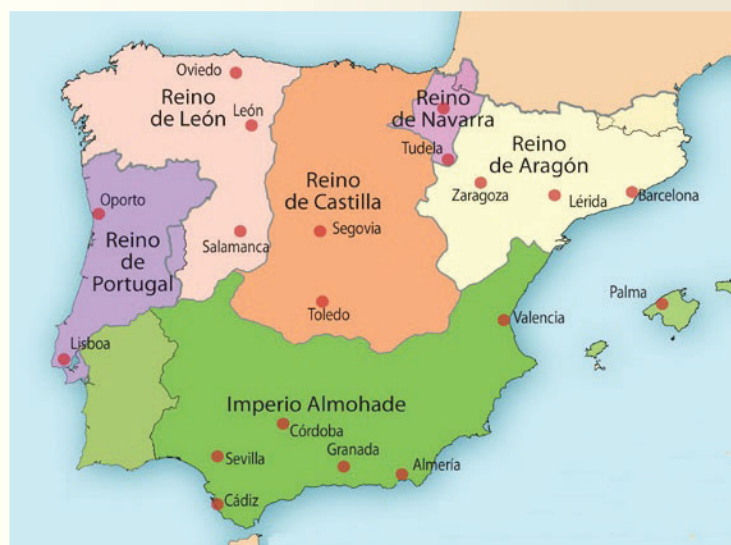 Oviedo
Reino
de León
León
Reino
de Navarra
Tudela
Reino
de Aragón
Zaragoza
Lérida
Barcelona
Oporto
Reino
de
Portugal
Salamanca
Reino
de Castilla
Segovia
Toledo
Palma
Valencia
Lisboa
Imperio Almohade
Córdoba
Sevilla
Granada
Almería
Cádiz